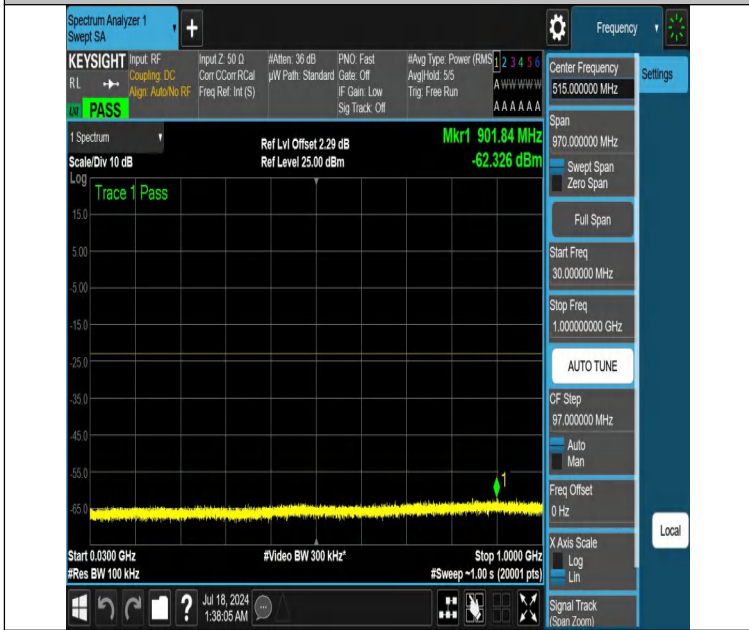 Spectrum Analyzer 1
Swept SA
+
Frequency
KEYSIGHT
RL
PASS
Input: RF
Coupling: DC
Align: Auto/No RF
Input Z: 50 Ω
Corr CCorr RCal
Freq Ref: Int (S)
#Atten: 36 dB
µW Path: Standard
PNO: Fast
Gate: Off
IF Gain: Low
Sig Track: Off
#Avg Type: Power (RMS
Avg|Hold: 5/5
Trig: Free Run
1 2 3 4 5 6
A W W W W W
A A A A A A
1 Spectrum
Scale/Div 10 dB
Ref Lvl Offset 2.29 dB
Ref Level 25.00 dBm
Mkr1 901.84 MHz
-62.326 dBm
Log
Trace 1 Pass
15.0
5.00
-5.00
-15.0
-25.0
-35.0
-45.0
-55.0
-65.0
1
Start 0.0300 GHz
#Res BW 100 kHz
#Video BW 300 kHz*
Stop 1.0000 GHz
#Sweep ~1.00 s (20001 pts)
Jul 18, 2024
1:38:05 AM
Center Frequency
515.000000 MHz
Settings
Span
970.000000 MHz
Swept Span
Zero Span
Full Span
Start Freq
30.000000 MHz
Stop Freq
1.000000000 GHz
AUTO TUNE
CF Step
97.000000 MHz
Auto
Man
Freq Offset
0 Hz
Local
X Axis Scale
Log
Lin
Signal Track
(Span Zoom)